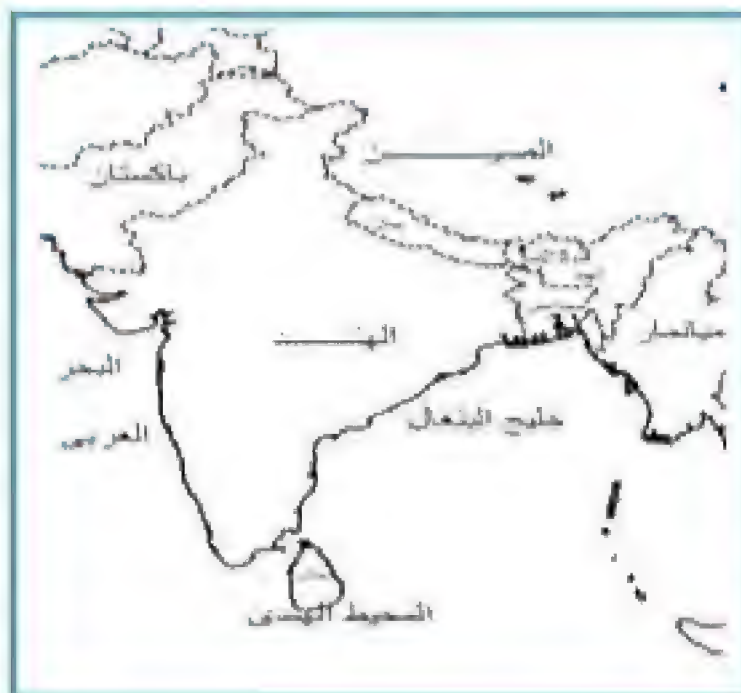 الصين
باكستان
الهند
ميانمار
البحر
العربي
خليج البنغال
المحيط الهندي